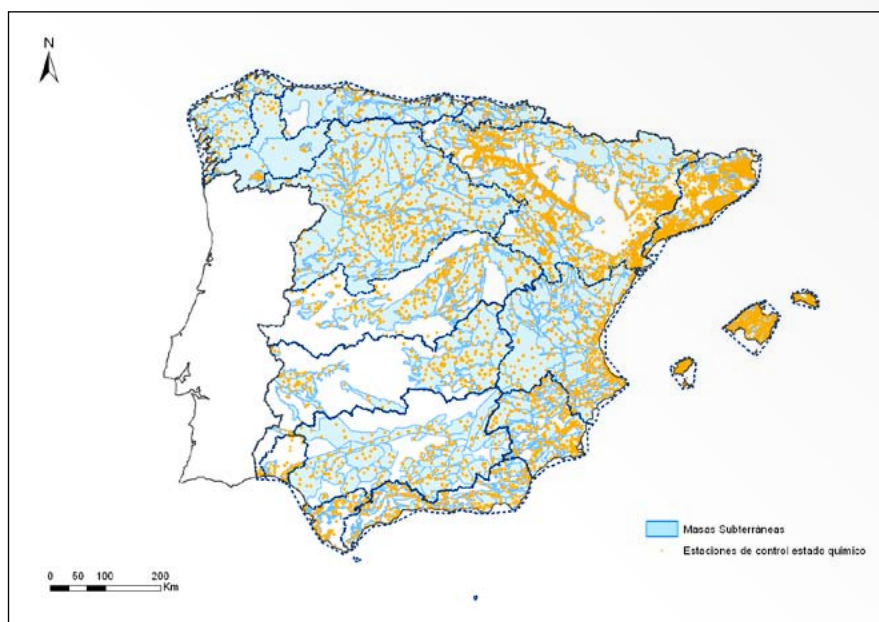 N
Masas Subterráneas
Estaciones de control estado químico
0 50 100 200
Km